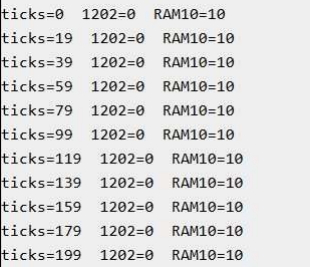 ticks=0  1202=0  RAM10=10
ticks=19  1202=0  RAM10=10
ticks=39  1202=0  RAM10=10
ticks=59  1202=0  RAM10=10
ticks=79  1202=0  RAM10=10
ticks=99  1202=0  RAM10=10
ticks=119  1202=0  RAM10=10
ticks=139  1202=0  RAM10=10
ticks=159  1202=0  RAM10=10
ticks=179  1202=0  RAM10=10
ticks=199  1202=0  RAM10=10